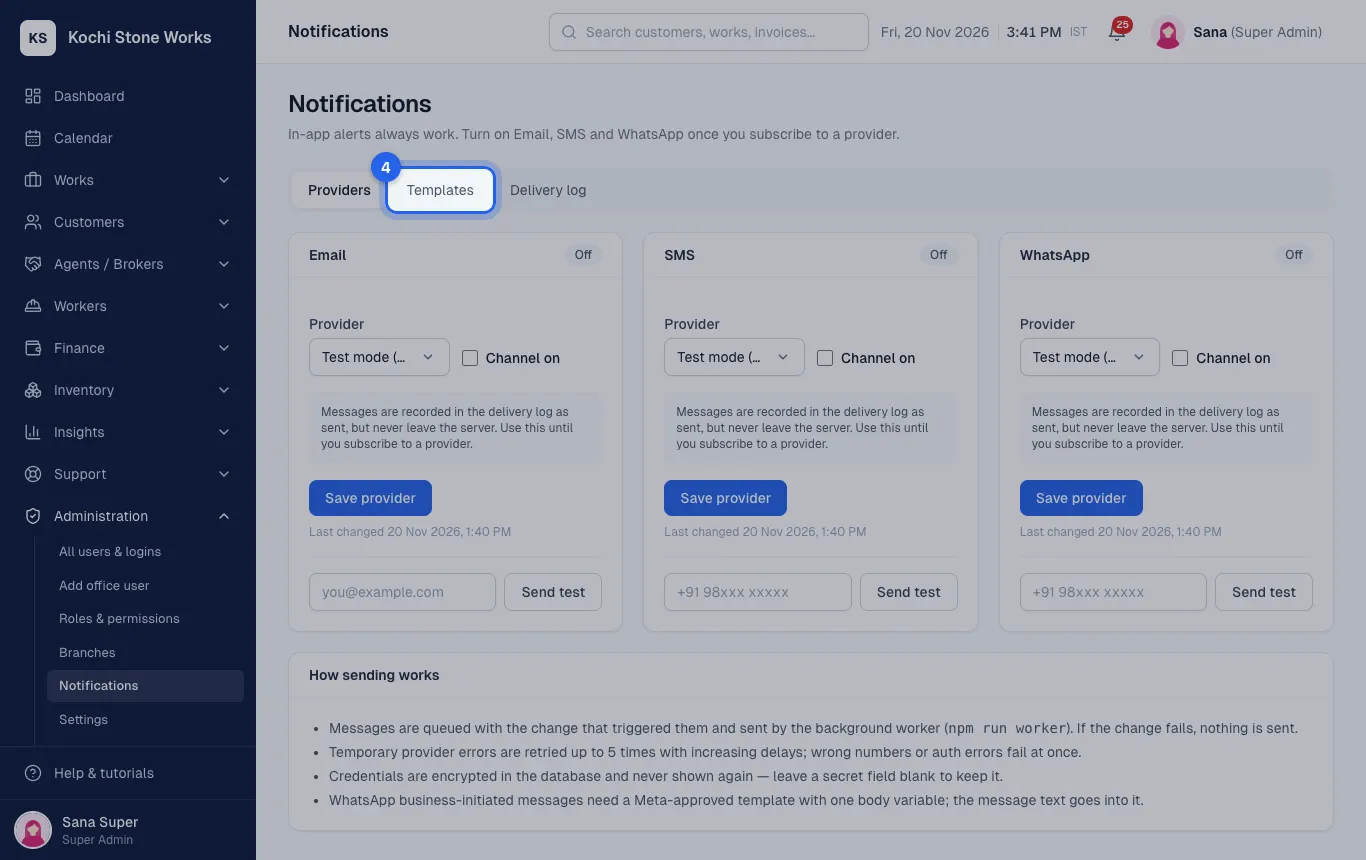 KS
Kochi Stone Works
Dashboard
Calendar
Works
Customers
Agents / Brokers
Workers
Finance
Inventory
Insights
Support
Administration
All users & logins
Add office user
Roles & permissions
Branches
Notifications
Settings
Help & tutorials
Sana Super
Super Admin
Notifications
Search customers, works, invoices...
Fri, 20 Nov 2026
3:41 PM IST
25
Sana (Super Admin)
Notifications
In-app alerts always work. Turn on Email, SMS and WhatsApp once you subscribe to a provider.
4
Providers
Templates
Delivery log
Email
Off
Provider
Test mode (...
Channel on
Messages are recorded in the delivery log as
sent, but never leave the server. Use this until
you subscribe to a provider.
Save provider
Last changed 20 Nov 2026, 1:40 PM
you@example.com
Send test
SMS
Off
Provider
Test mode (...
Channel on
Messages are recorded in the delivery log as
sent, but never leave the server. Use this until
you subscribe to a provider.
Save provider
Last changed 20 Nov 2026, 1:40 PM
+91 98xxx xxxxx
Send test
WhatsApp
Off
Provider
Test mode (...
Channel on
Messages are recorded in the delivery log as
sent, but never leave the server. Use this until
you subscribe to a provider.
Save provider
Last changed 20 Nov 2026, 1:40 PM
+91 98xxx xxxxx
Send test
How sending works
• Messages are queued with the change that triggered them and sent by the background worker (npm run worker). If the change fails, nothing is sent.
• Temporary provider errors are retried up to 5 times with increasing delays; wrong numbers or auth errors fail at once.
• Credentials are encrypted in the database and never shown again — leave a secret field blank to keep it.
• WhatsApp business-initiated messages need a Meta-approved template with one body variable; the message text goes into it.